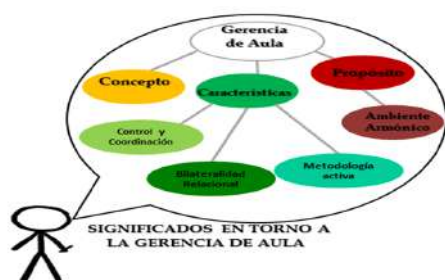 Gerencia
de Aula
Concepto
Propósito
Características
Ambiente
Armónico
Control y
Coordinación
Bilateralidad
Relacional
Metodología
activa
SIGNIFICADOS EN TORNO A
LA GERENCIA DE AULA